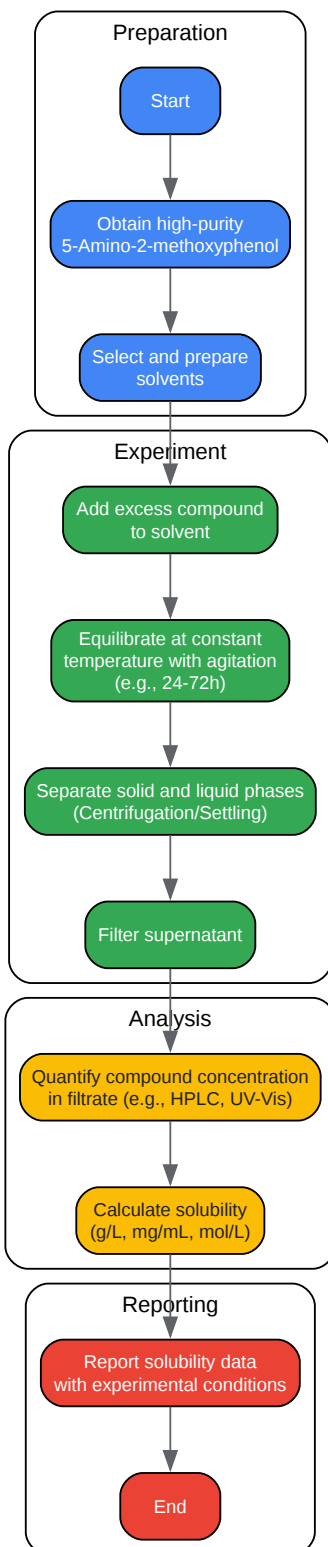 Preparation
Start
Obtain high-purity
5-Amino-2-methoxyphenol
Select and prepare
solvents
Experiment
Add excess compound
to solvent
Equilibrate at constant
temperature with agitation
(e.g., 24-72h)
Separate solid and liquid phases
(Centrifugation/Settling)
Filter supernatant
Analysis
Quantify compound concentration
in filtrate (e.g., HPLC, UV-Vis)
Calculate solubility
(g/L, mg/mL, mol/L)
Reporting
Report solubility data
with experimental conditions
End